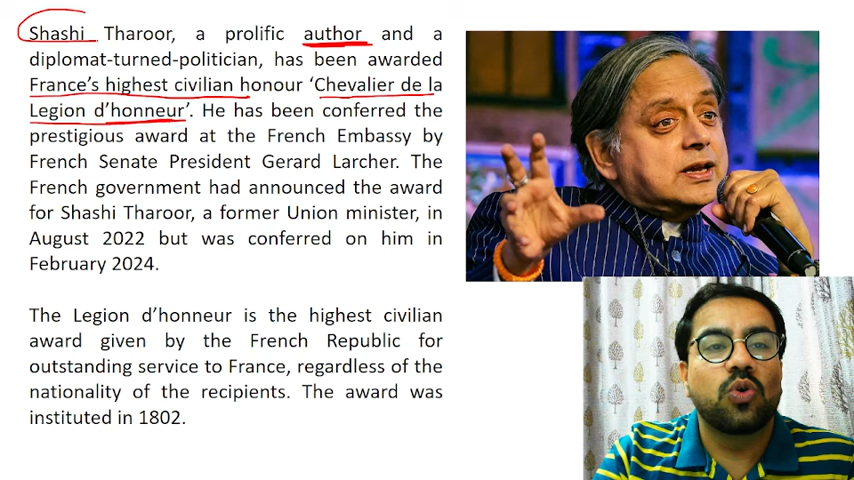 Shashi Tharoor, a prolific author and a
diplomat-turned-politician, has been awarded
France's highest civilian honour 'Chevalier de la
Legion d'honneur'. He has been conferred the
prestigious award at the French Embassy by
French Senate President Gerard Larcher. The
French government had announced the award
for Shashi Tharoor, a former Union minister, in
August 2022 but was conferred on him in
February 2024.
The Legion d'honneur is the highest civilian
award given by the French Republic for
outstanding service to France, regardless of the
nationality of the recipients. The award was
instituted in 1802.